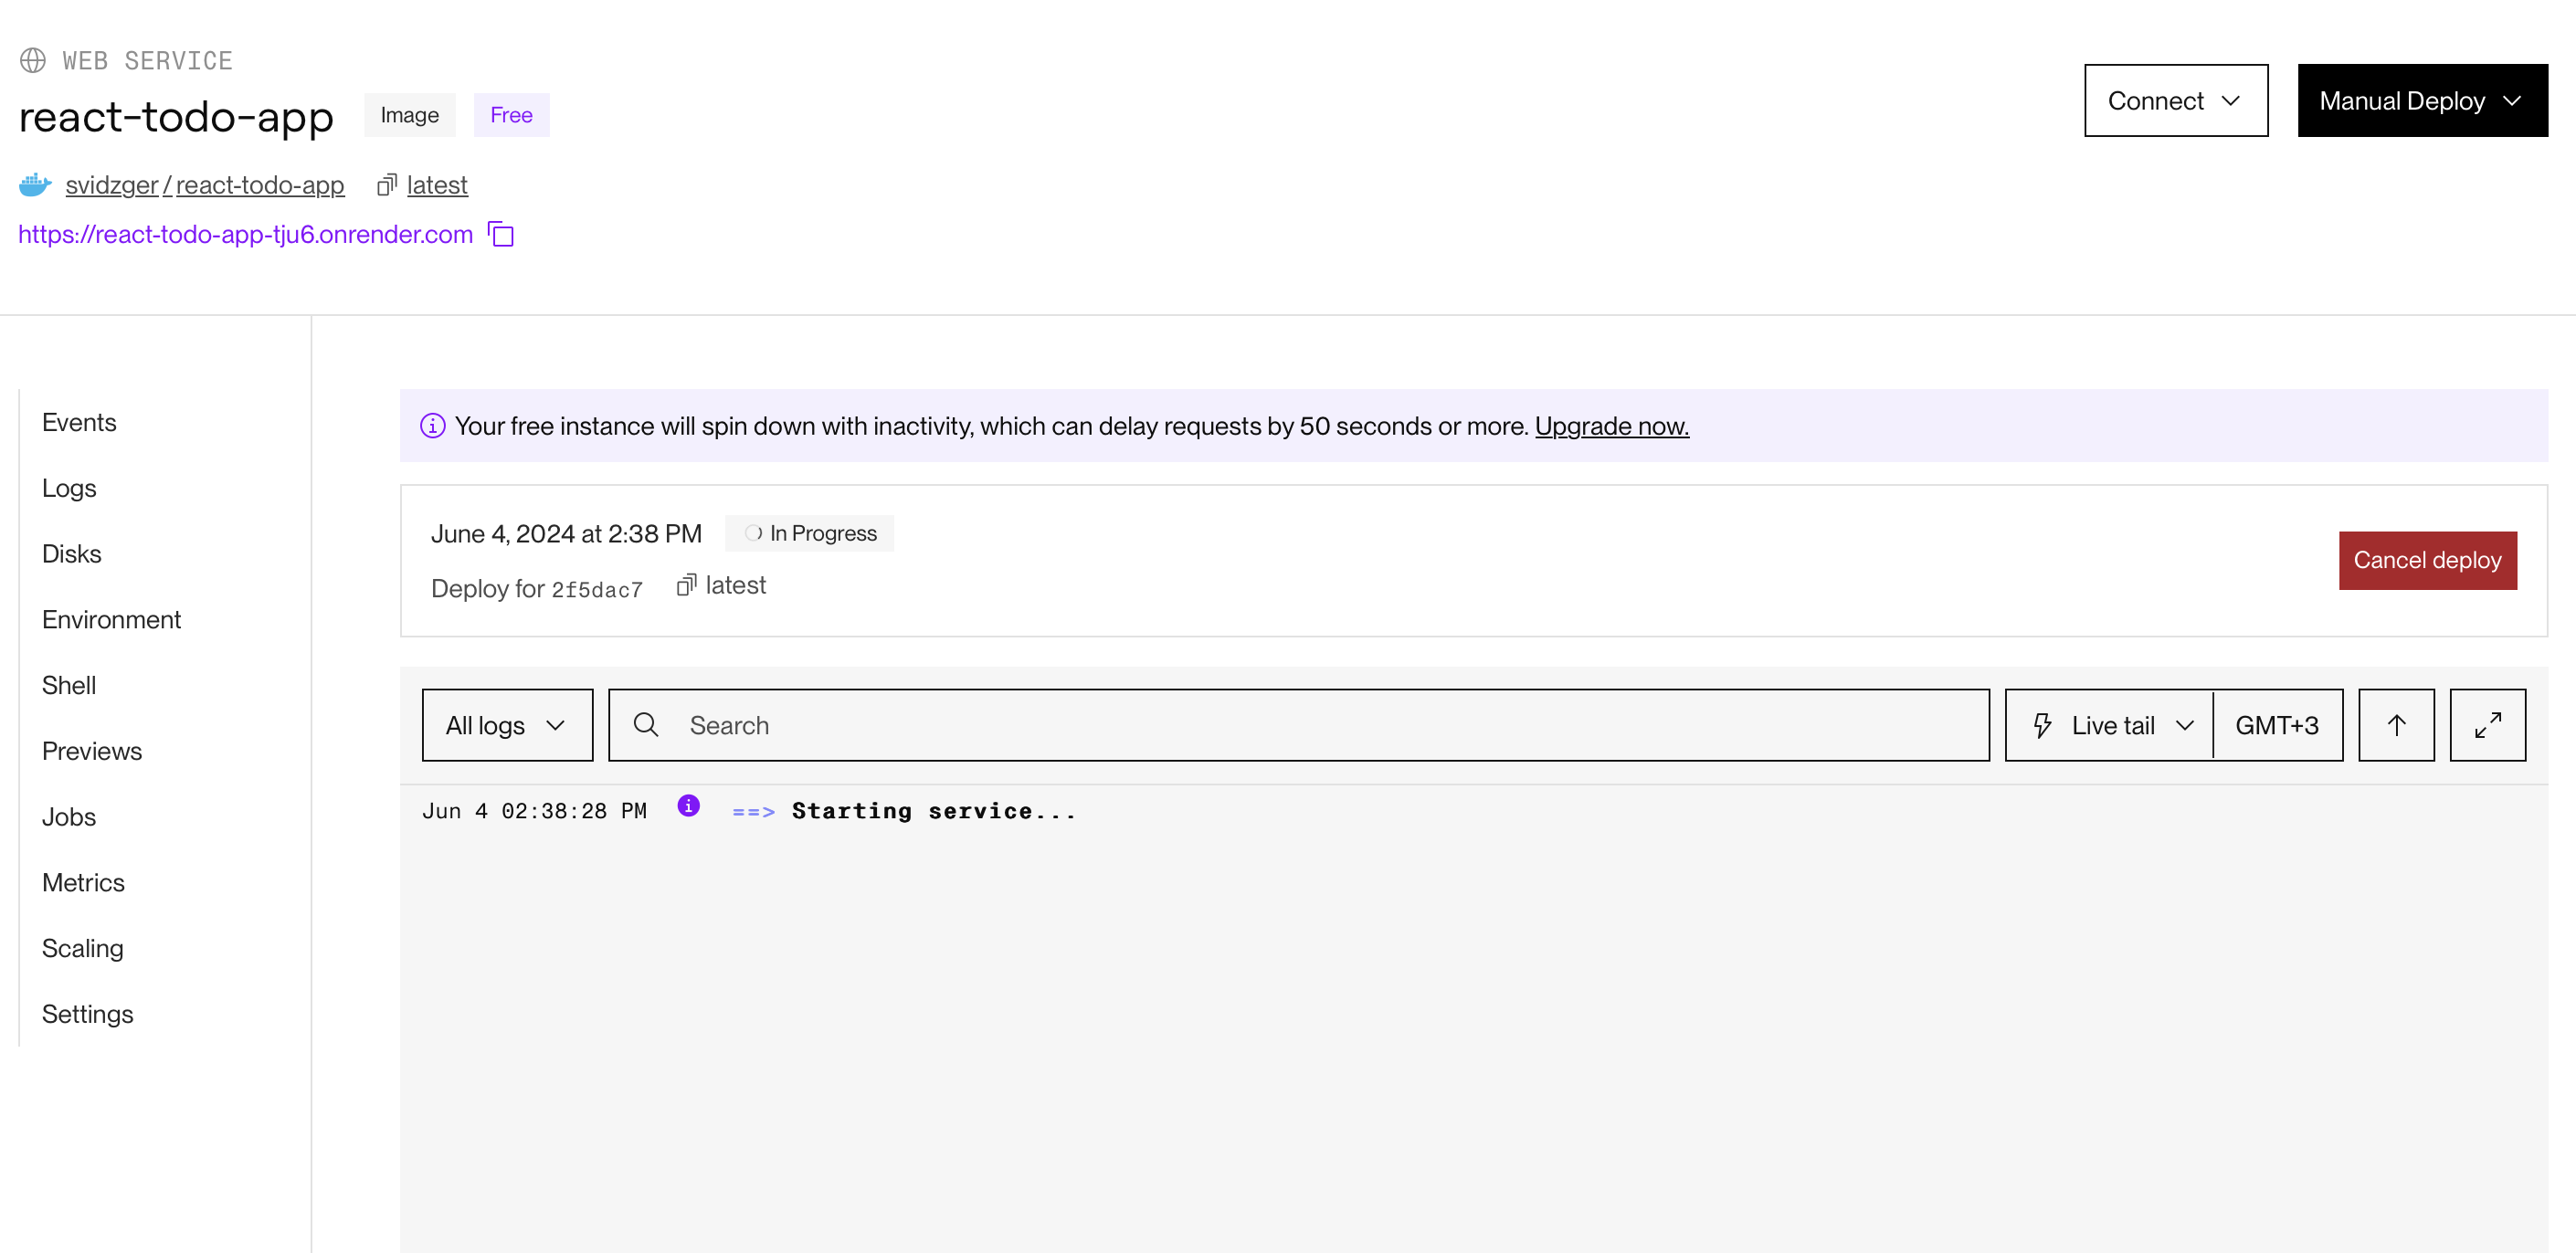 WEB SERVICE
react-todo-app Image Free
Connect Manual Deploy
svidzger / react-todo-app latest
https://react-todo-app-tju6.onrender.com
Events
Logs
Disks
Environment
Shell
Previews
Jobs
Metrics
Scaling
Settings
Your free instance will spin down with inactivity, which can delay requests by 50 seconds or more. Upgrade now.
June 4, 2024 at 2:38 PM In Progress
Deploy for 2f5dac7 latest
Cancel deploy
All logs Search Live tail GMT+3
Jun 4 02:38:28 PM ==> Starting service...